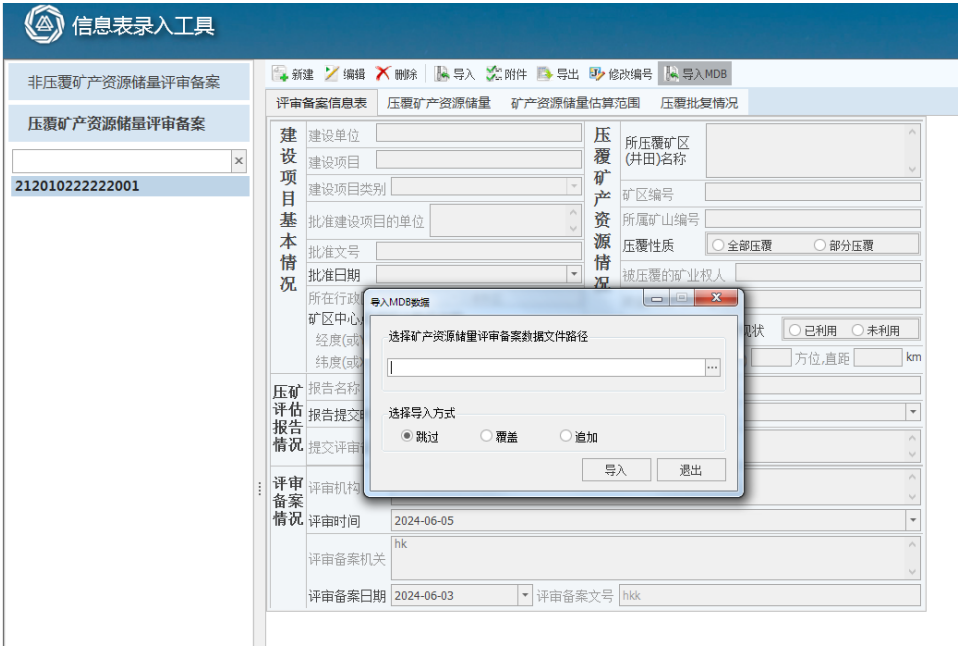 信息表录入工具
非压覆矿产资源储量评审备案
压覆矿产资源储量评审备案
×
212010222222001
新建 编辑 删除 导入 附件 导出 修改编号 导入MDB
评审备案信息表 压覆矿产资源储量 矿产资源储量估算范围 压覆批复情况
建设项目基本情况
建设单位
建设项目
建设项目类别
批准建设项目的单位
批准文号
批准日期
所在行政
矿区中心
经度(或
纬度(或
压覆矿产资源情况
所压覆矿区
(井田)名称
矿区编号
所属矿山编号
压覆性质 全部压覆 部分压覆
被压覆的矿业权人
现状 已利用 未利用
方位,直距 km
导入MDB数据
选择矿产资源储量评审备案数据文件路径
...
选择导入方式
跳过 覆盖 追加
导入 退出
压矿评估报告情况
报告名称
报告提交
提交评审
评审备案情况
评审机构
评审时间 2024-06-05
评审备案机关 hk
评审备案日期 2024-06-03 评审备案文号 hkk